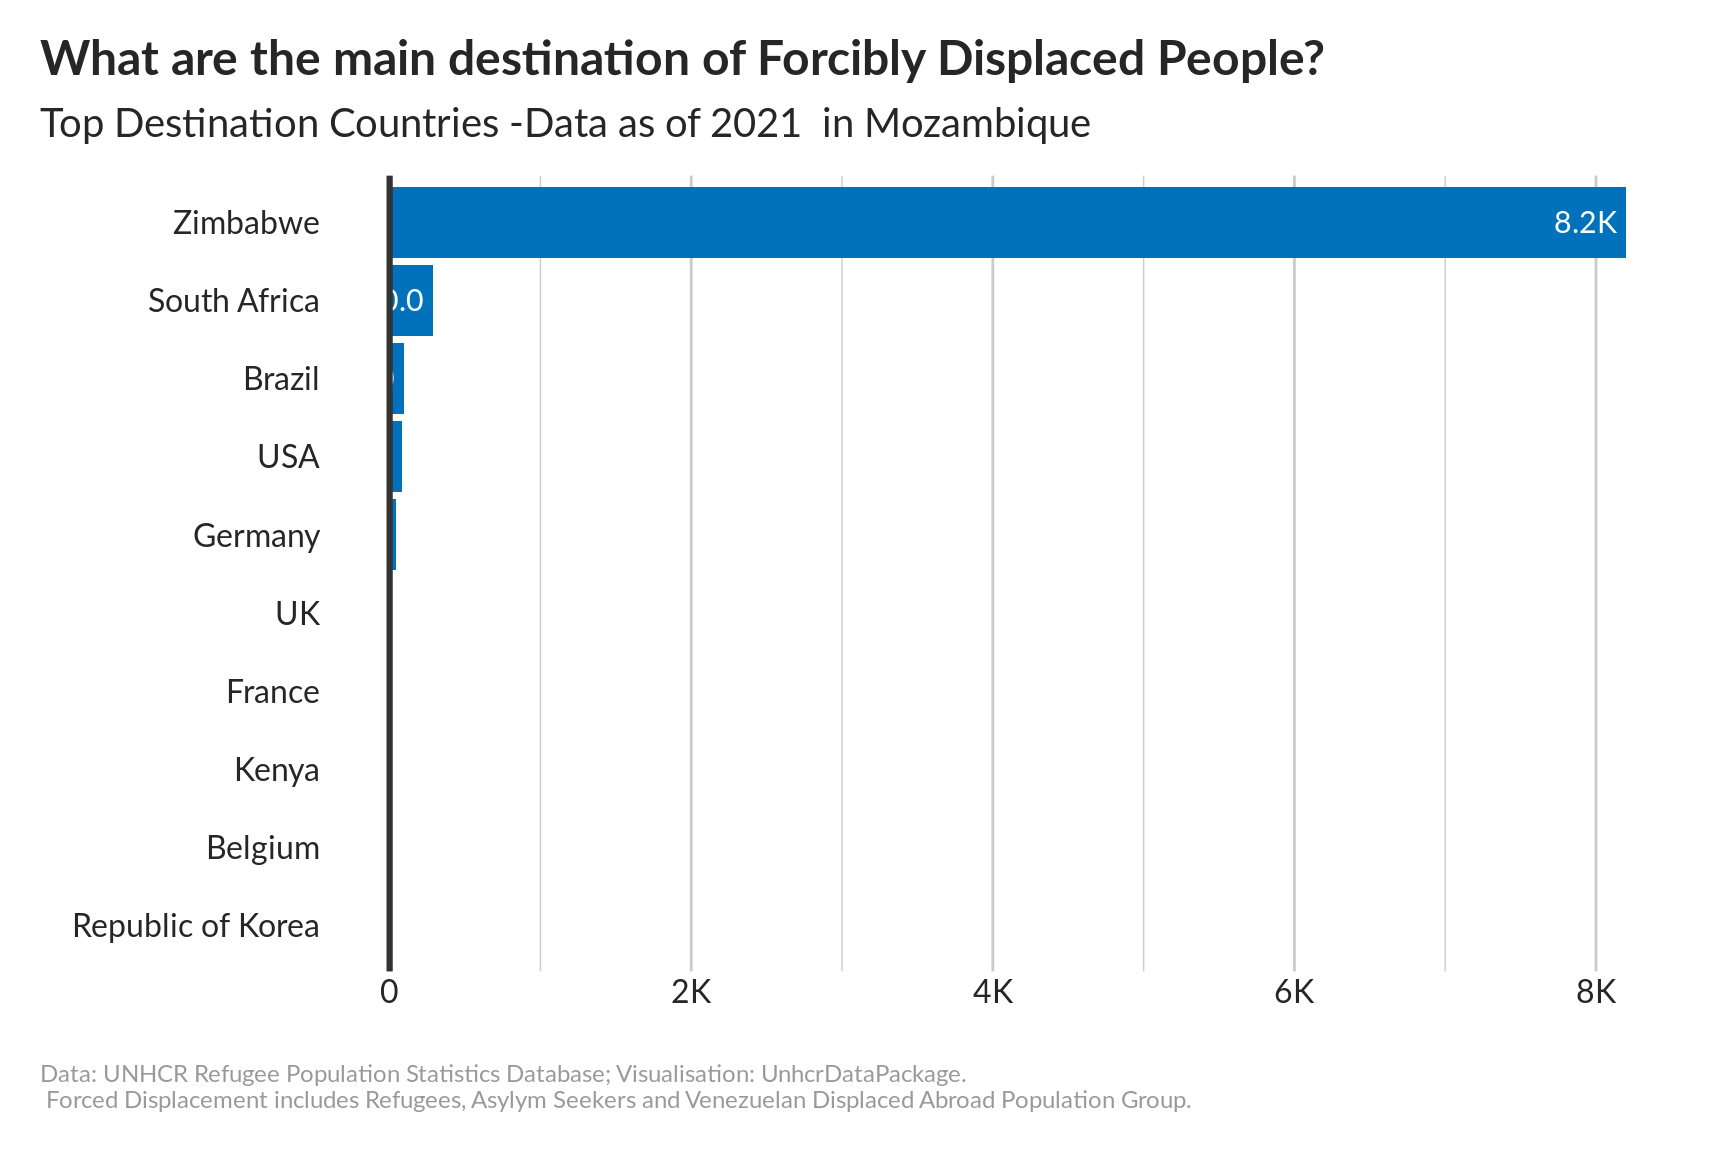 What are the main destination of Forcibly Displaced People?
Top Destination Countries -Data as of 2021  in Mozambique
Zimbabwe
8.2K
South Africa
Brazil
USA
Germany
UK
France
Kenya
Belgium
Republic of Korea
0 2K 4K 6K 8K
Data: UNHCR Refugee Population Statistics Database; Visualisation: UnhcrDataPackage.
Forced Displacement includes Refugees, Asylym Seekers and Venezuelan Displaced Abroad Population Group.